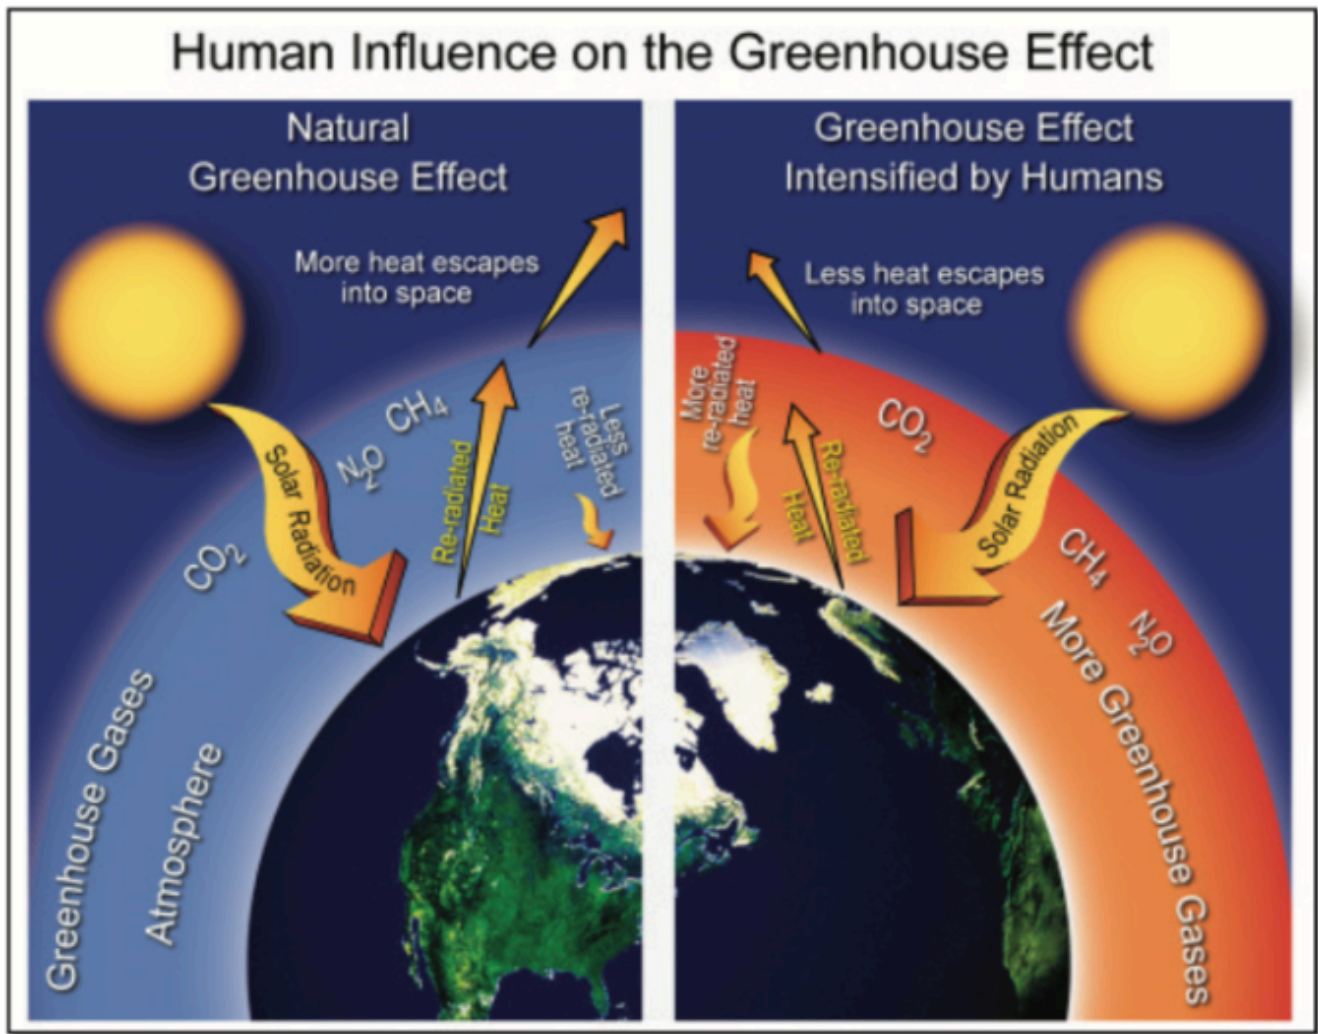 Human Influence on the Greenhouse Effect
Natural
Greenhouse Effect
More heat escapes
into space
CH₄
N₂O
CO₂
Solar Radiation
Re-radiated
Heat
Less
re-radiated
heat
Greenhouse Gases
Atmosphere
Greenhouse Effect
Intensified by Humans
Less heat escapes
into space
More
re-radiated
heat
Re-radiated
Heat
CO₂
Solar Radiation
CH₄
N₂O
More Greenhouse Gases